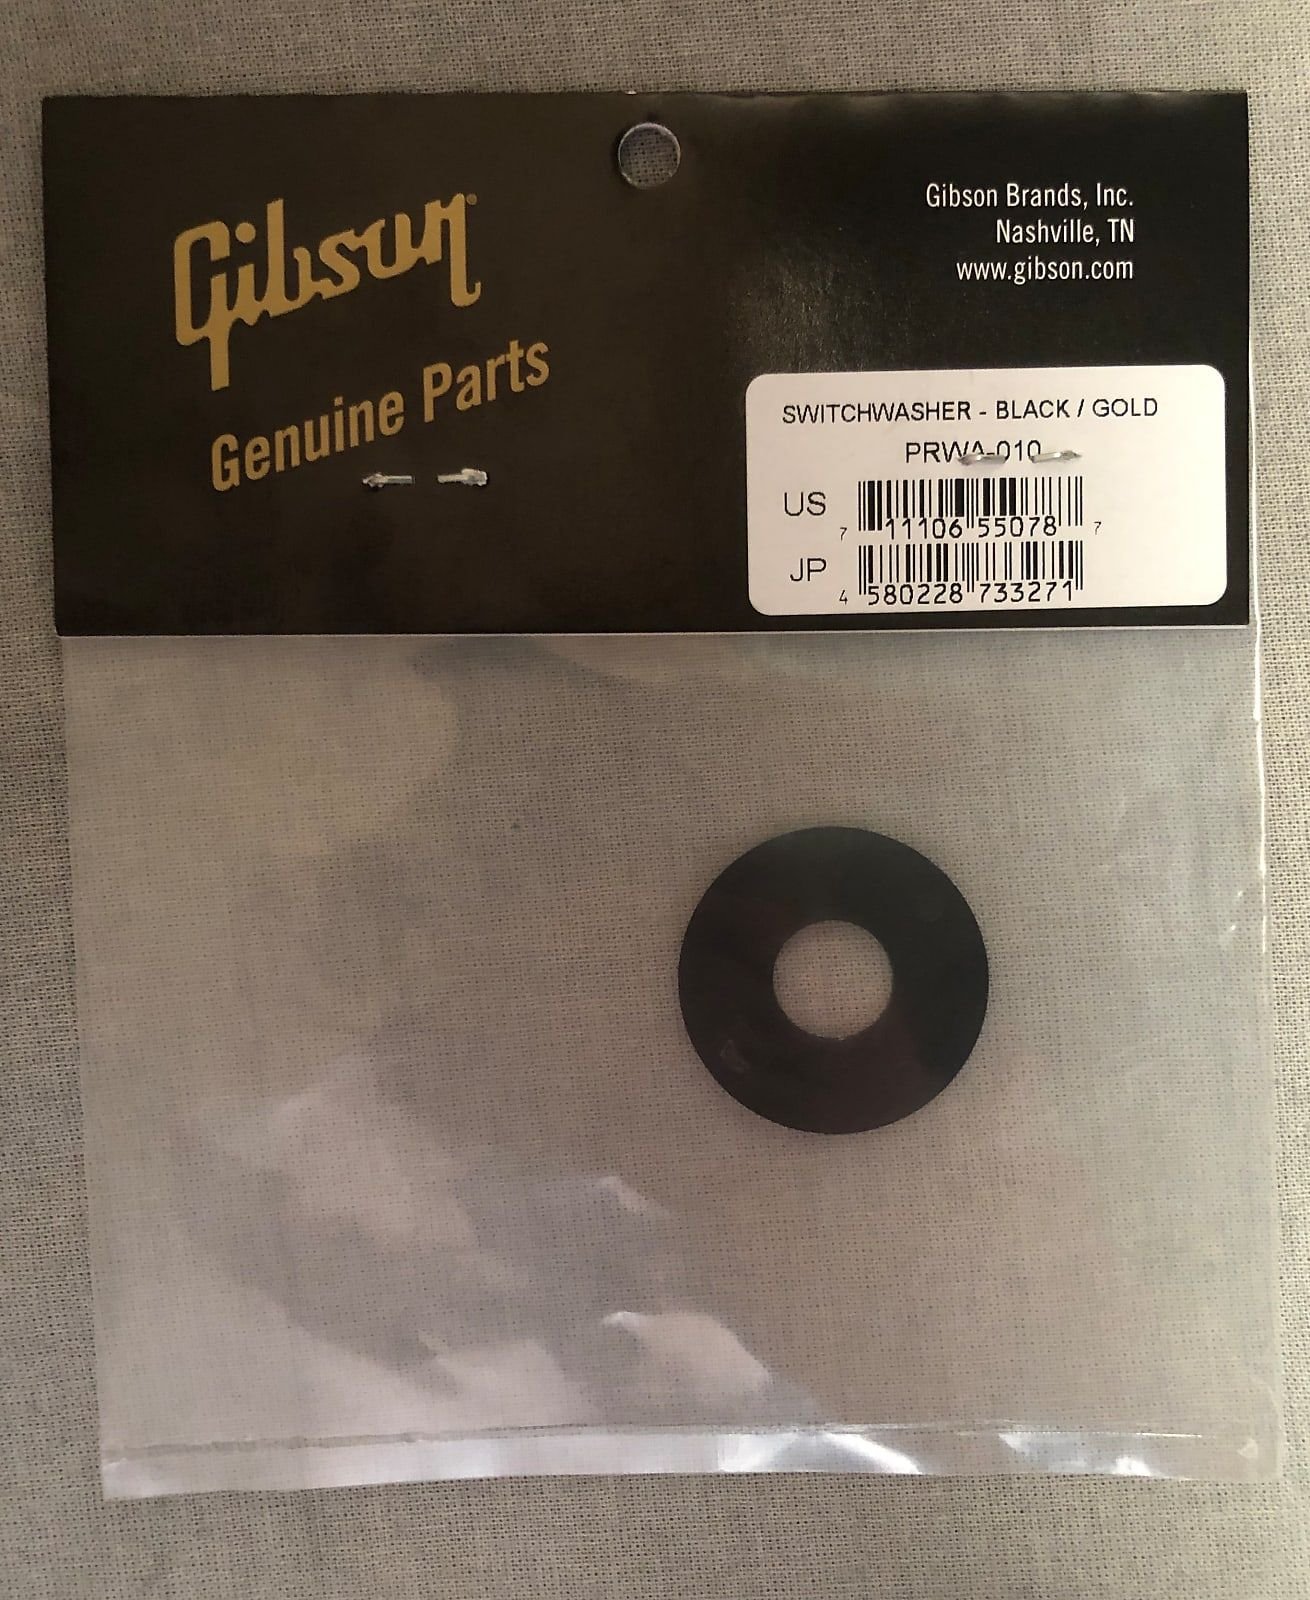 Gibson
Genuine Parts
Gibson Brands, Inc.
Nashville, TN
www.gibson.com
SWITCHWASHER - BLACK / GOLD
PRWA-010
US
7 11106 55078 7
JP
4 580228 733271